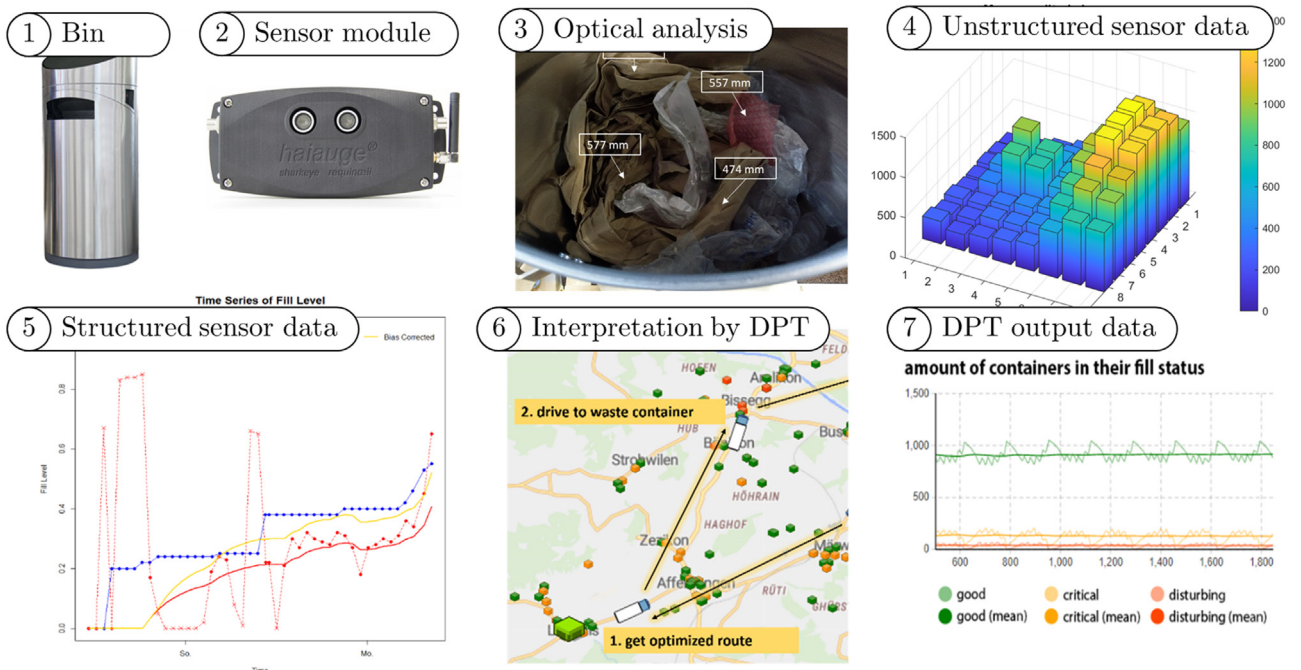 1 Bin
2 Sensor module
haiauge®
sharkeye requinœil
3 Optical analysis
557 mm
577 mm
474 mm
4 Unstructured sensor data
1500
1000
500
0
1 2 3 4 5
8 7 6 5 4 3 2 1
1200
1000
800
600
400
200
0
5 Structured sensor data
Time Series of Fill Level
Bias Corrected
Fill Level
0.8
0.6
0.4
0.2
0.0
So.
Mo.
Time
6 Interpretation by DPT
HOFEN
Bissegg
2. drive to waste container
HUB
Strohwilen
HÖHRAIN
HAGHOF
Zezikon
RÜTI
1. get optimized route
7 DPT output data
amount of containers in their fill status
1,500
1,000
500
0
600 800 1,000 1,200 1,400 1,600 1,800
good critical disturbing
good (mean) critical (mean) disturbing (mean)